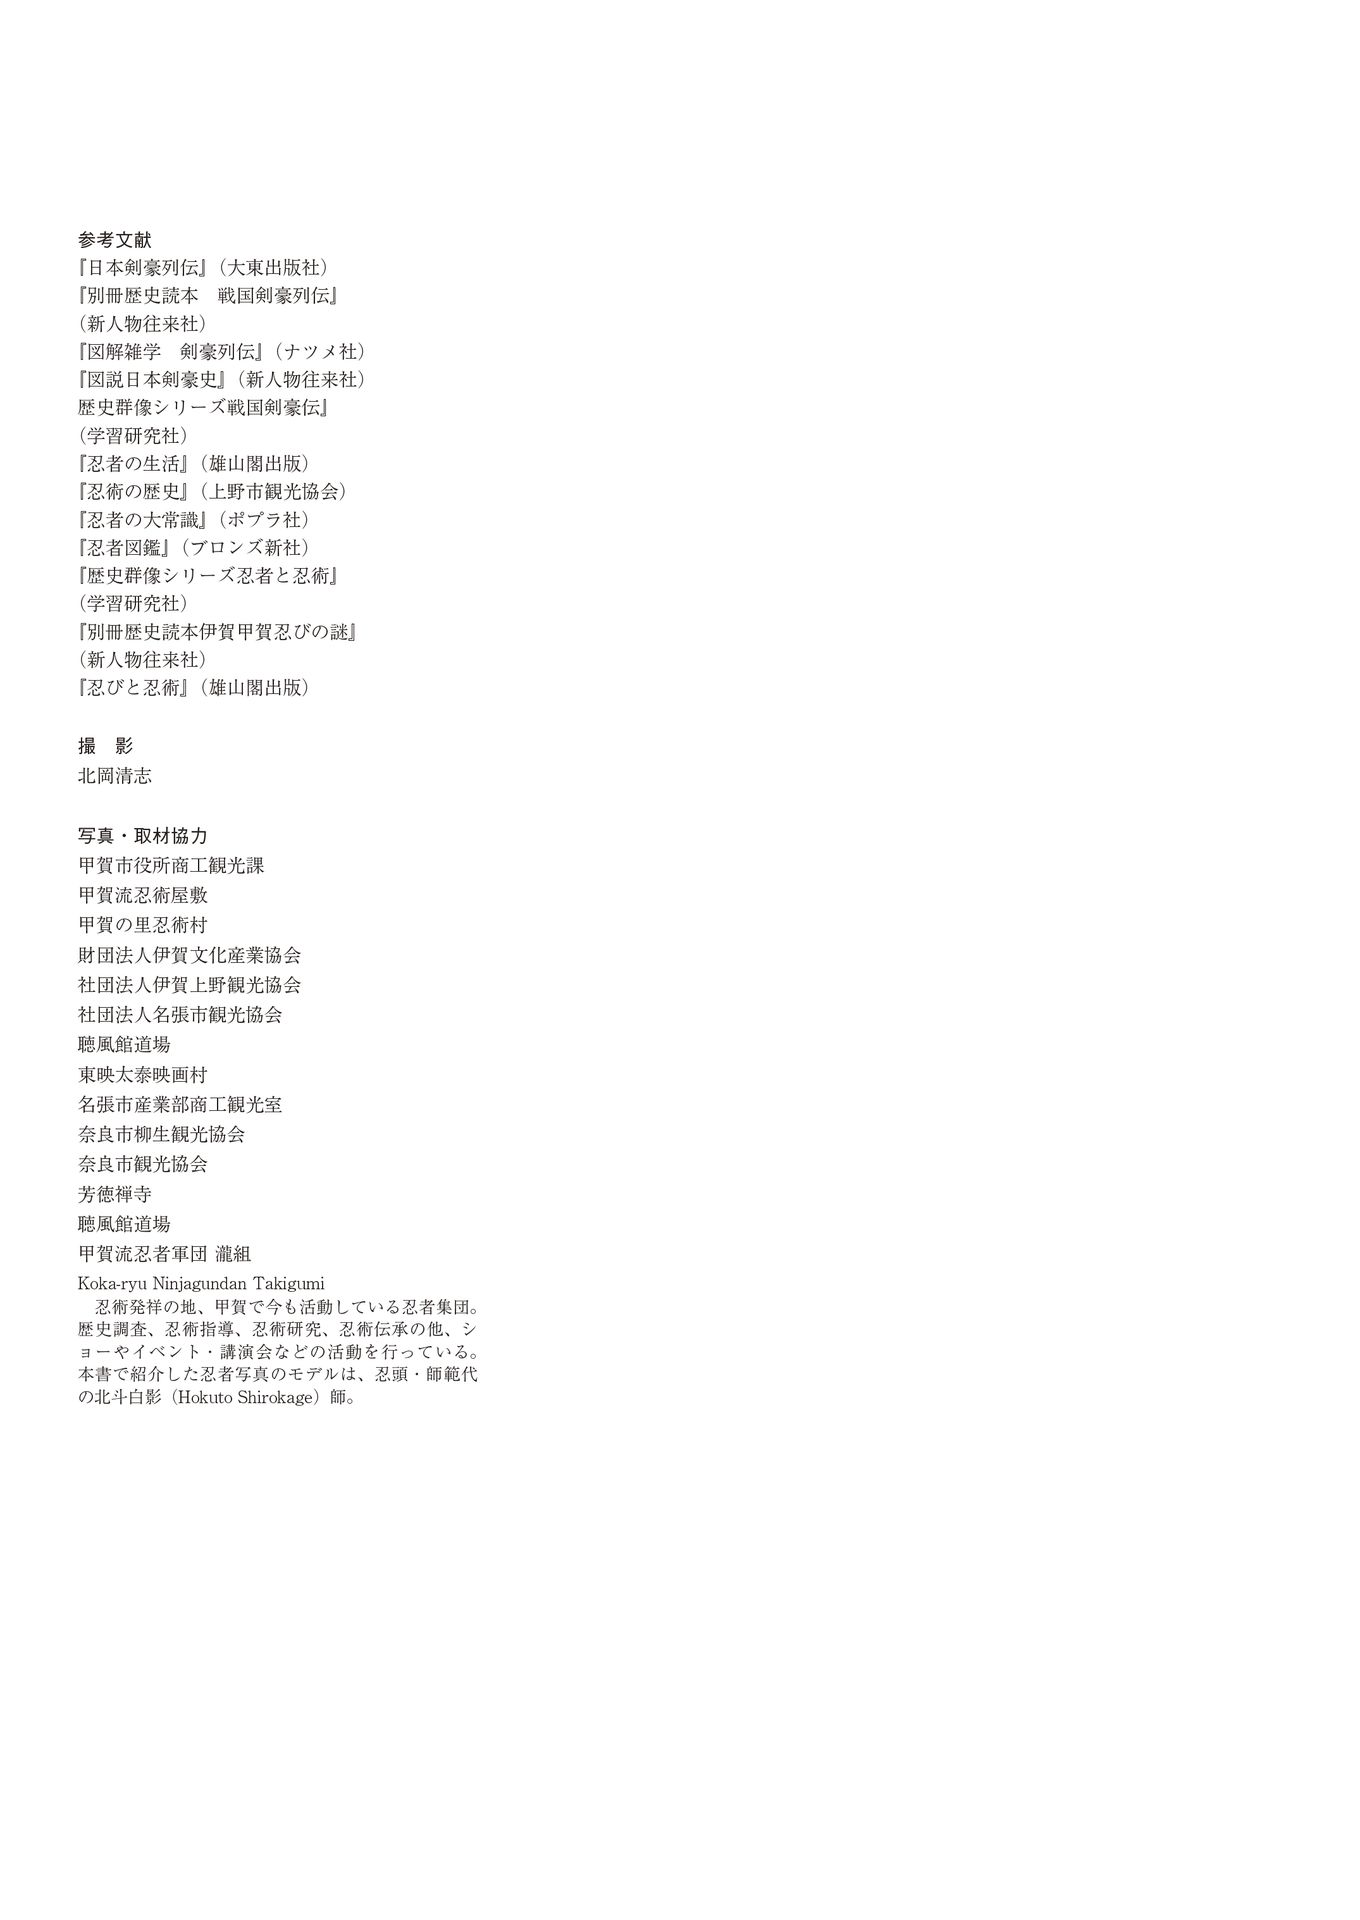 参考文献
『日本剣豪列伝』（大東出版社）
『別冊歴史読本　戦国剣豪列伝』
（新人物往来社）
『図解雑学　剣豪列伝』（ナツメ社）
『図説日本剣豪史』（新人物往来社）
歴史群像シリーズ戦国剣豪伝』
（学習研究社）
『忍者の生活』（雄山閣出版）
『忍術の歴史』（上野市観光協会）
『忍者の大常識』（ポプラ社）
『忍者図鑑』（ブロンズ新社）
『歴史群像シリーズ忍者と忍術』
（学習研究社）
『別冊歴史読本伊賀甲賀忍びの謎』
（新人物往来社）
『忍びと忍術』（雄山閣出版）
撮　影
北岡清志
写真・取材協力
甲賀市役所商工観光課
甲賀流忍術屋敷
甲賀の里忍術村
財団法人伊賀文化産業協会
社団法人伊賀上野観光協会
社団法人名張市観光協会
聴風館道場
東映太泰映画村
名張市産業部商工観光室
奈良市柳生観光協会
奈良市観光協会
芳徳禅寺
聴風館道場
甲賀流忍者軍団 瀧組
Koka-ryu Ninjagundan Takigumi
　忍術発祥の地、甲賀で今も活動している忍者集団。
歴史調査、忍術指導、忍術研究、忍術伝承の他、シ
ョーやイベント・講演会などの活動を行っている。
本書で紹介した忍者写真のモデルは、忍頭・師範代
の北斗白影（Hokuto Shirokage）師。